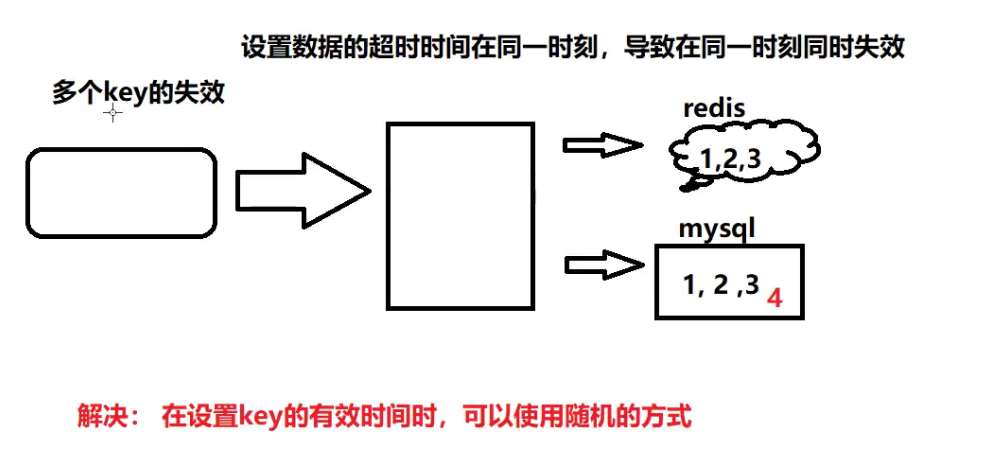 设置数据的超时时间在同一时刻，导致在同一时刻同时失效
多个key的失效
redis
1,2,3
mysql
1, 2 ,3 4
解决： 在设置key的有效时间时，可以使用随机的方式